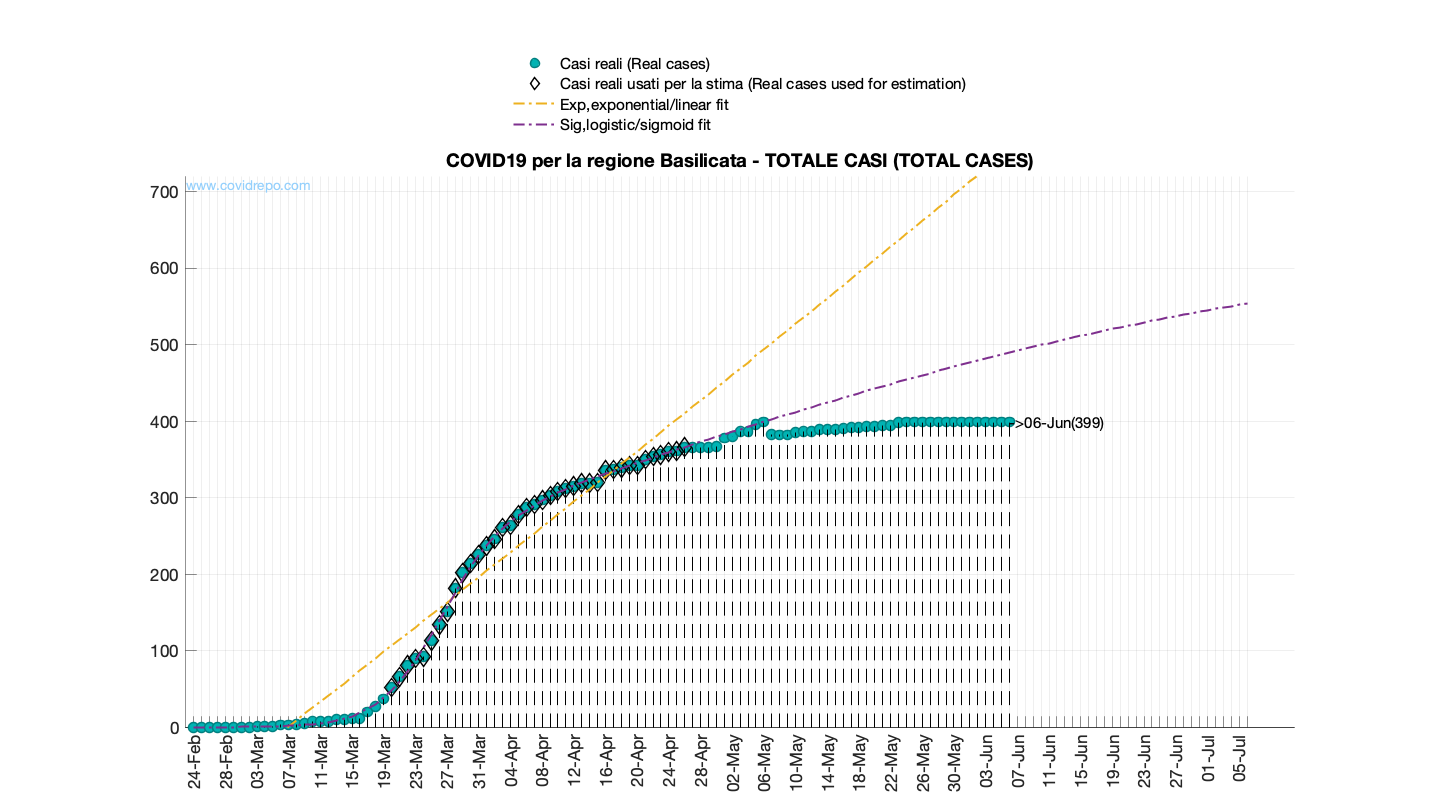 Casi reali (Real cases)
Casi reali usati per la stima (Real cases used for estimation)
Exp,exponential/linear fit
Sig,logistic/sigmoid fit
COVID19 per la regione Basilicata - TOTALE CASI (TOTAL CASES)
www.covidrepo.com
700
600
500
400
300
200
100
0
>06-Jun(399)
24-Feb
28-Feb
03-Mar
07-Mar
11-Mar
15-Mar
19-Mar
23-Mar
27-Mar
31-Mar
04-Apr
08-Apr
12-Apr
16-Apr
20-Apr
24-Apr
28-Apr
02-May
06-May
10-May
14-May
18-May
22-May
26-May
30-May
03-Jun
07-Jun
11-Jun
15-Jun
19-Jun
23-Jun
27-Jun
01-Jul
05-Jul